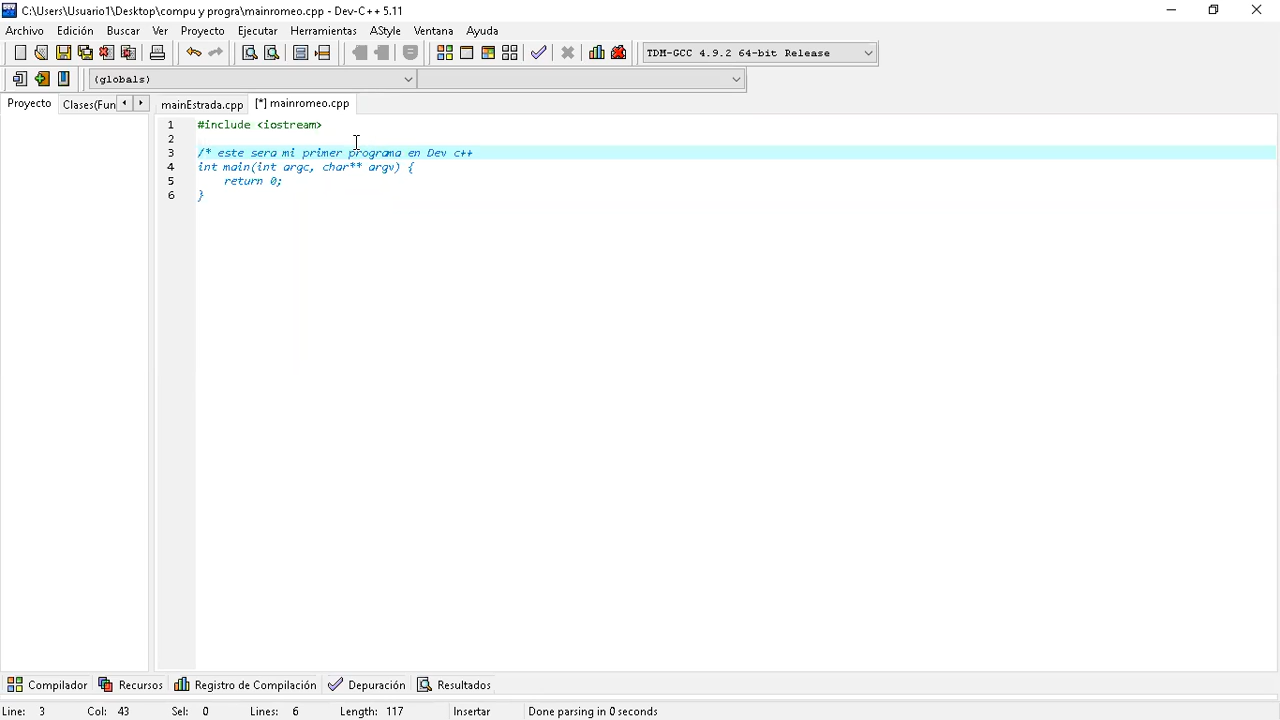 C:\Users\Usuario1\Desktop\compu y progra\mainromeo.cpp - Dev-C++ 5.11
Archivo Edición Buscar Ver Proyecto Ejecutar Herramientas AStyle Ventana Ayuda
TDM-GCC 4.9.2 64-bit Release
(globals)
Proyecto Clases(Fun mainEstrada.cpp [*] mainromeo.cpp
1 #include <iostream>
2
3 /* este sera mi primer programa en Dev c++
4 int main(int argc, char** argv) {
5 return 0;
6 }
Compilador Recursos Registro de Compilación Depuración Resultados
Line: 3 Col: 43 Sel: 0 Lines: 6 Length: 117 Insertar Done parsing in 0 seconds